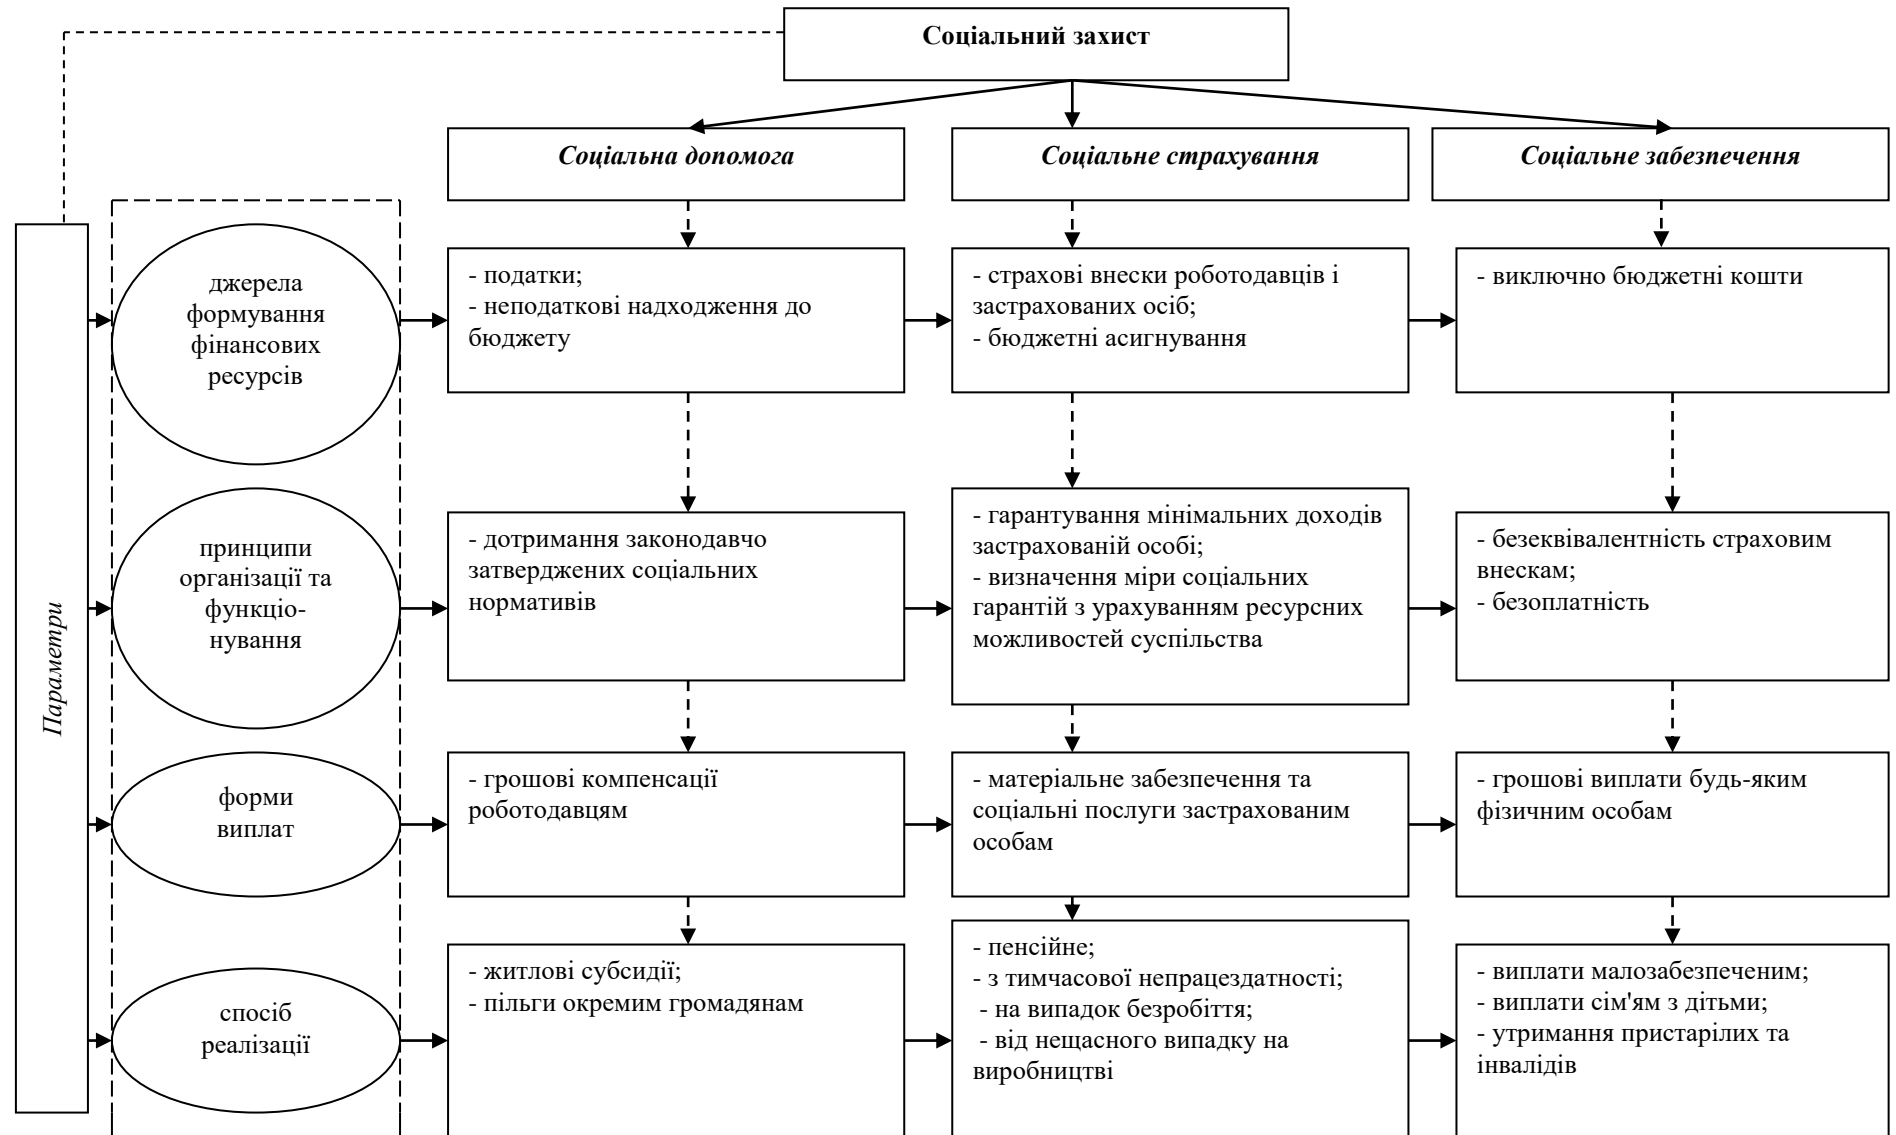 Соціальний захист
Соціальна допомога
Соціальне страхування
Соціальне забезпечення
Параметри
джерела
формування
фінансових
ресурсів
- податки;
- неподаткові надходження до
бюджету
- страхові внески роботодавців і
застрахованих осіб;
- бюджетні асигнування
- виключно бюджетні кошти
принципи
організації та
функціо-
нування
- дотримання законодавчо
затверджених соціальних
нормативів
- гарантування мінімальних доходів
застрахованій особі;
- визначення міри соціальних
гарантій з урахуванням ресурсних
можливостей суспільства
- безеквівалентність страховим
внескам;
- безоплатність
форми
виплат
- грошові компенсації
роботодавцям
- матеріальне забезпечення та
соціальні послуги застрахованим
особам
- грошові виплати будь-яким
фізичним особам
спосіб
реалізації
- житлові субсидії;
- пільги окремим громадянам
- пенсійне;
- з тимчасової непрацездатності;
- на випадок безробіття;
- від нещасного випадку на
виробництві
- виплати малозабезпеченим;
- виплати сім'ям з дітьми;
- утримання пристарілих та
інвалідів